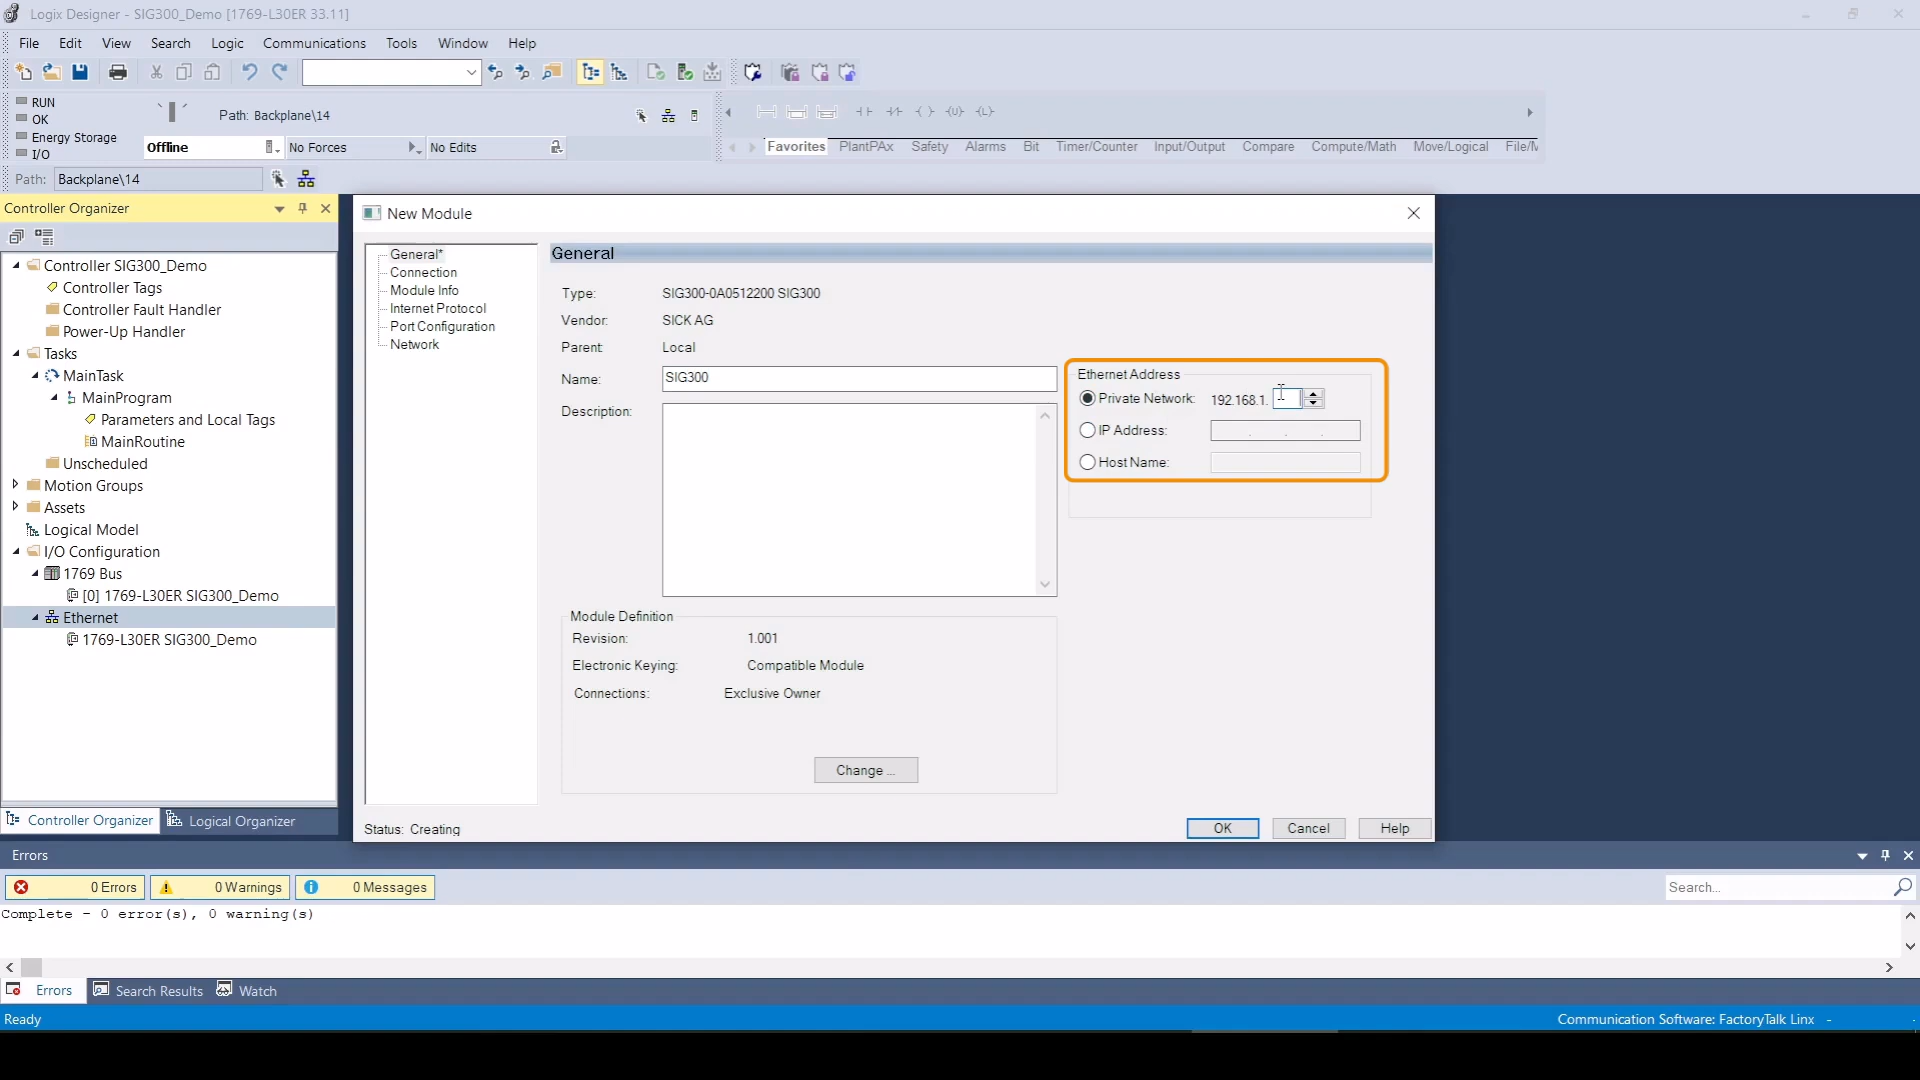 Logix Designer - SIG300_Demo [1769-L30ER 33.11]
File Edit View Search Logic Communications Tools Window Help
RUN
OK
Energy Storage
I/O
Path: Backplane\14
Offline
No Forces
No Edits
Favorites PlantPAx Safety Alarms Bit Timer/Counter Input/Output Compare Compute/Math Move/Logical File/M
Path: Backplane\14
Controller Organizer
Controller SIG300_Demo
Controller Tags
Controller Fault Handler
Power-Up Handler
Tasks
MainTask
MainProgram
Parameters and Local Tags
MainRoutine
Unscheduled
Motion Groups
Assets
Logical Model
I/O Configuration
1769 Bus
[0] 1769-L30ER SIG300_Demo
Ethernet
1769-L30ER SIG300_Demo
Controller Organizer
Logical Organizer
New Module
General*
Connection
Module Info
Internet Protocol
Port Configuration
Network
General
Type: SIG300-0A0512200 SIG300
Vendor: SICK AG
Parent: Local
Name: SIG300
Description:
Ethernet Address
Private Network: 192.168.1.
IP Address:
Host Name:
Module Definition
Revision: 1.001
Electronic Keying: Compatible Module
Connections: Exclusive Owner
Change ...
Status: Creating
OK
Cancel
Help
Errors
0 Errors
0 Warnings
0 Messages
Search...
Complete - 0 error(s), 0 warning(s)
Errors
Search Results
Watch
Ready
Communication Software: FactoryTalk Linx -